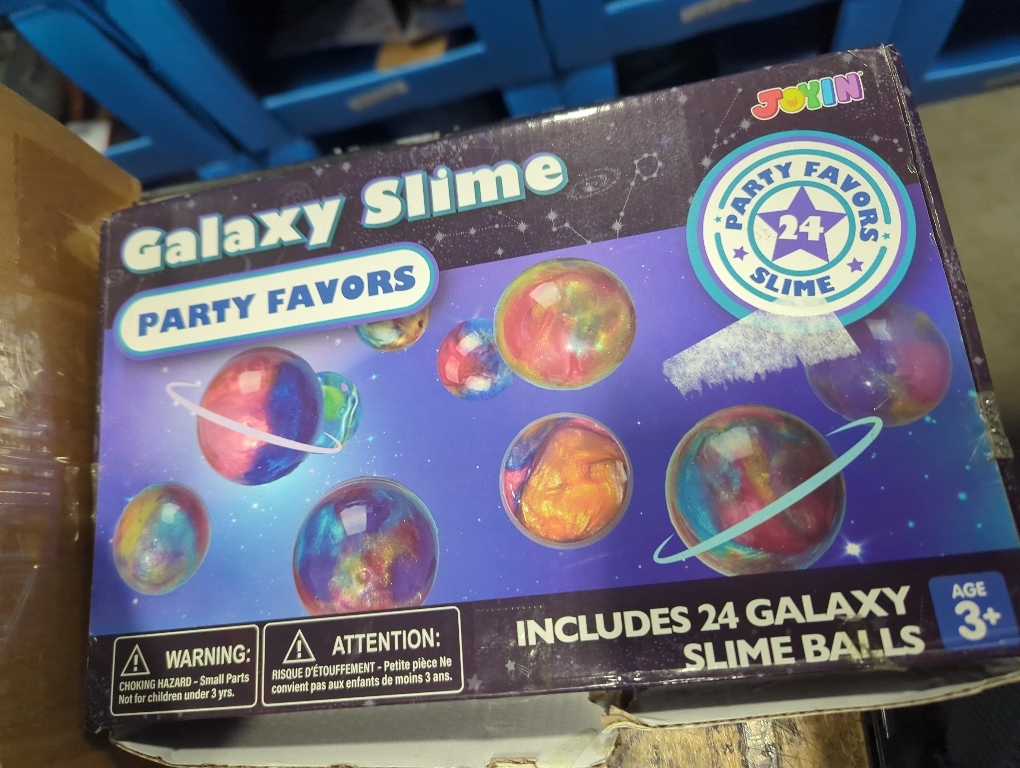 JOYIN
Galaxy Slime
PARTY FAVORS
PARTY FAVORS
24
SLIME
WARNING:
CHOKING HAZARD - Small Parts
Not for children under 3 yrs.
ATTENTION:
RISQUE D'ÉTOUFFEMENT - Petite pièce Ne
convient pas aux enfants de moins 3 ans.
INCLUDES 24 GALAXY
SLIME BALLS
AGE
3+